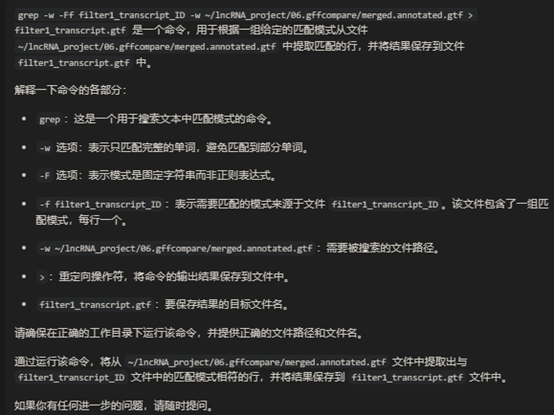 grep -w -Ff filter1_transcript_ID -w ~/lncRNA_project/06.gffcompare/merged.annotated.gtf >
filter1_transcript.gtf 是一个命令，用于根据一组给定的匹配模式从文件
~/lncRNA_project/06.gffcompare/merged.annotated.gtf 中提取匹配的行，并将结果保存到文件
filter1_transcript.gtf 中。
解释一下命令的各部分：
• grep：这是一个用于搜索文本中匹配模式的命令。
• -w 选项：表示只匹配完整的单词，避免匹配到部分单词。
• -F 选项：表示模式是固定字符串而非正则表达式。
• -f filter1_transcript_ID：表示需要匹配的模式来源于文件 filter1_transcript_ID。该文件包含了一组匹
配模式，每行一个。
• -w ~/lncRNA_project/06.gffcompare/merged.annotated.gtf：需要被搜索的文件路径。
• >：重定向操作符，将命令的输出结果保存到文件中。
• filter1_transcript.gtf：要保存结果的目标文件名。
请确保在正确的工作目录下运行该命令，并提供正确的文件路径和文件名。
通过运行该命令，将从 ~/lncRNA_project/06.gffcompare/merged.annotated.gtf 文件中提取出与
filter1_transcript_ID 文件中的匹配模式相符的行，并将结果保存到 filter1_transcript.gtf 文件中。
如果你有任何进一步的问题，请随时提问。